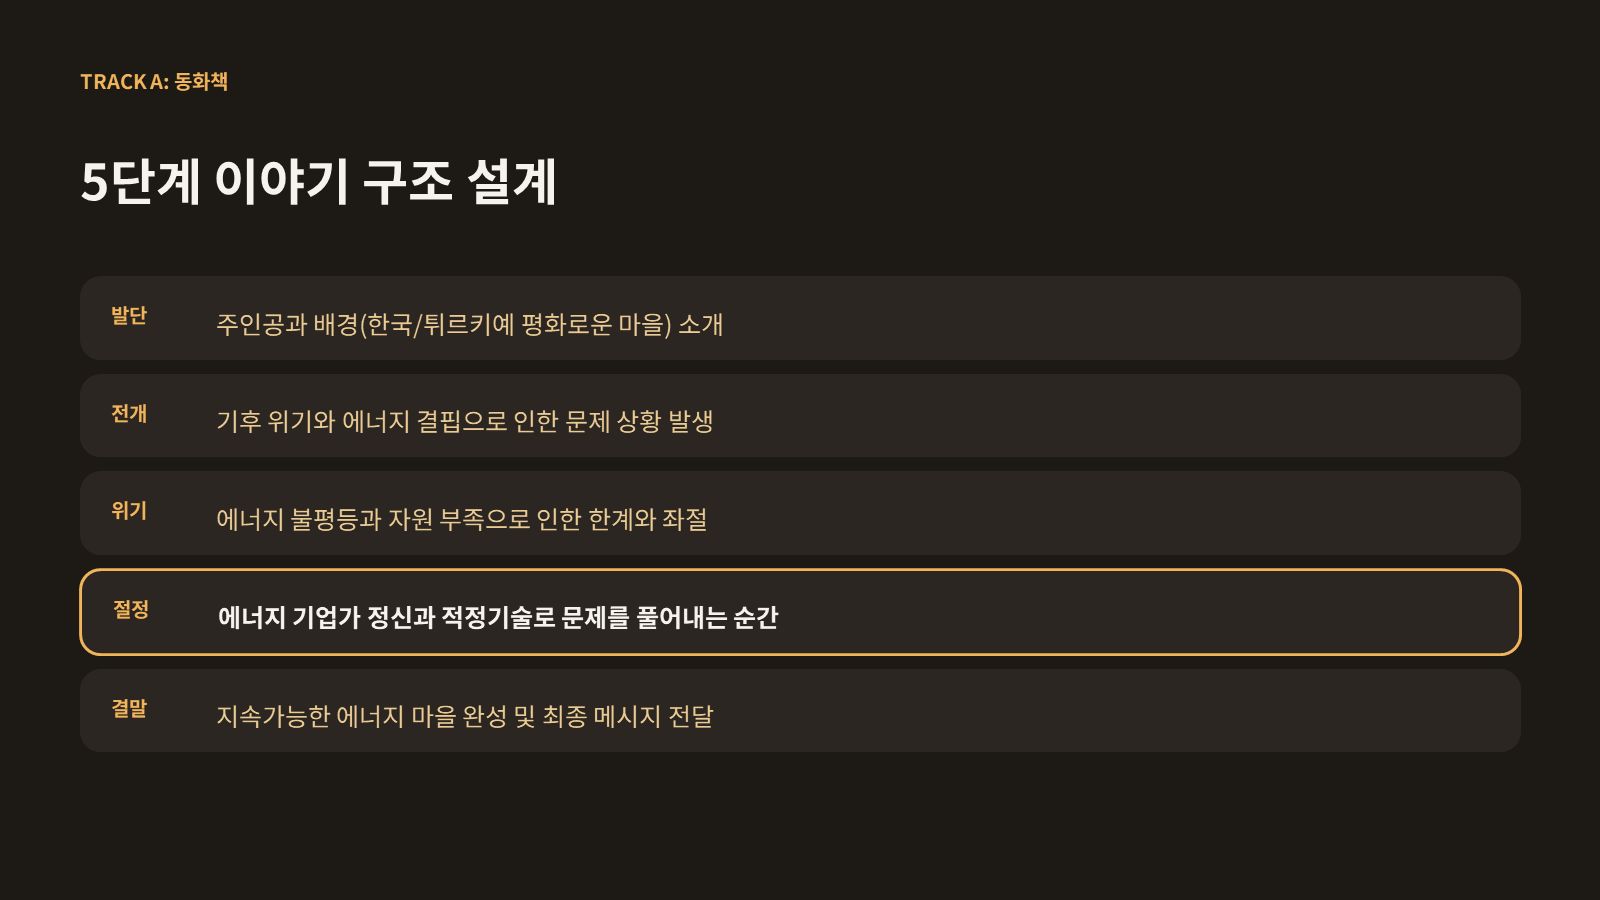 TRACK A: 동화책
5단계 이야기 구조 설계
발단
주인공과 배경(한국/튀르키예 평화로운 마을) 소개
전개
기후 위기와 에너지 결핍으로 인한 문제 상황 발생
위기
에너지 불평등과 자원 부족으로 인한 한계와 좌절
절정
에너지 기업가 정신과 적정기술로 문제를 풀어내는 순간
결말
지속가능한 에너지 마을 완성 및 최종 메시지 전달